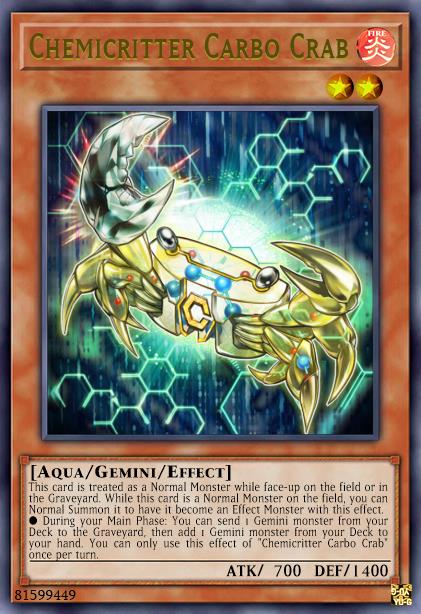 Chemicritter Carbo Crab
FIRE
炎
[Aqua/Gemini/Effect]
This card is treated as a Normal Monster while face-up on the field or in
the Graveyard. While this card is a Normal Monster on the field, you can
Normal Summon it to have it become an Effect Monster with this effect.
● During your Main Phase: You can send 1 Gemini monster from your
Deck to the Graveyard, then add 1 Gemini monster from your Deck to
your hand. You can only use this effect of "Chemicritter Carbo Crab"
once per turn.
ATK/ 700 DEF/1400
81599449